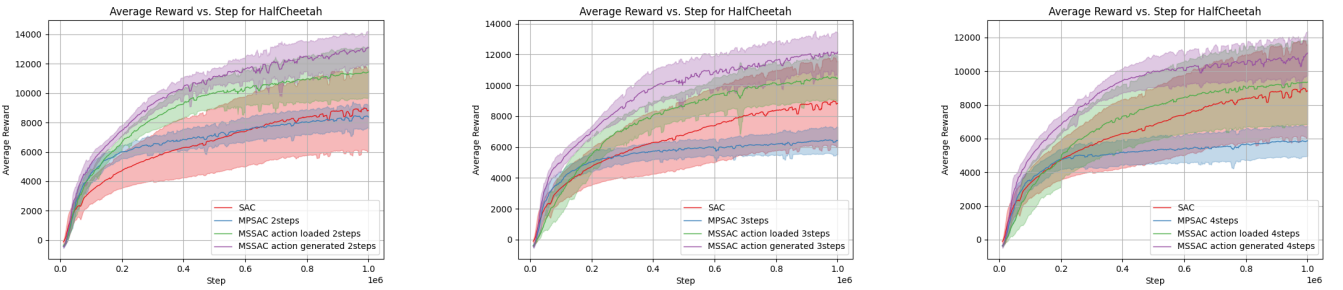 Average Reward vs. Step for HalfCheetah
14000
12000
10000
8000
6000
4000
2000
0
Average Reward
SAC
MPSAC 2steps
MSSAC action loaded 2steps
MSSAC action generated 2steps
0.0 0.2 0.4 0.6 0.8 1.0
Step
1e6
Average Reward vs. Step for HalfCheetah
14000
12000
10000
8000
6000
4000
2000
0
Average Reward
SAC
MPSAC 3steps
MSSAC action loaded 3steps
MSSAC action generated 3steps
0.0 0.2 0.4 0.6 0.8 1.0
Step
1e6
Average Reward vs. Step for HalfCheetah
12000
10000
8000
6000
4000
2000
0
Average Reward
SAC
MPSAC 4steps
MSSAC action loaded 4steps
MSSAC action generated 4steps
0.0 0.2 0.4 0.6 0.8 1.0
Step
1e6